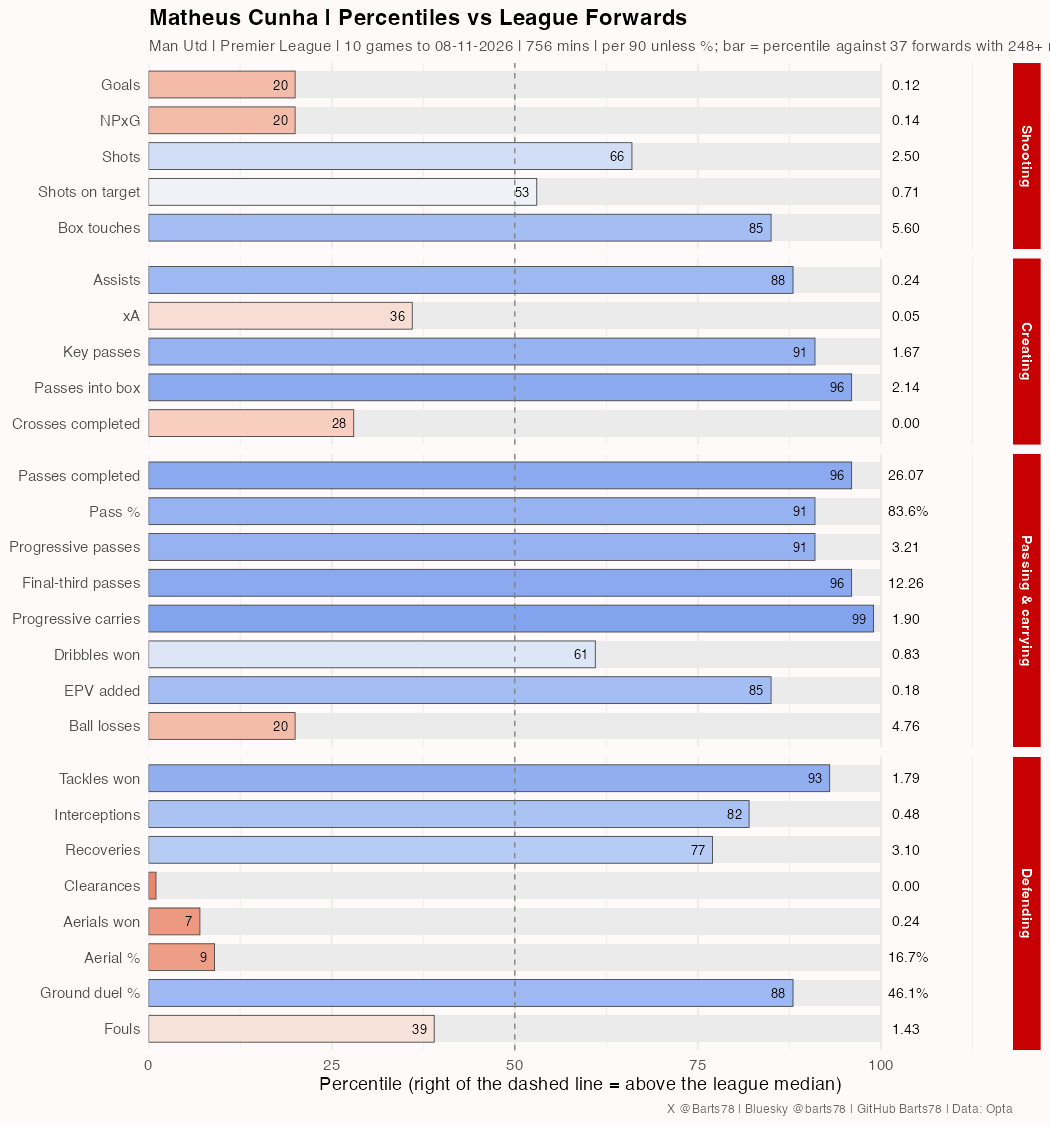 Matheus Cunha | Percentiles vs League Forwards
Man Utd | Premier League | 10 games to 08-11-2026 | 756 mins | per 90 unless %; bar = percentile against 37 forwards with 248+
Shooting
Goals 20 0.12
NPxG 20 0.14
Shots 66 2.50
Shots on target 53 0.71
Box touches 85 5.60
Creating
Assists 88 0.24
xA 36 0.05
Key passes 91 1.67
Passes into box 96 2.14
Crosses completed 28 0.00
Passing & carrying
Passes completed 96 26.07
Pass % 91 83.6%
Progressive passes 91 3.21
Final-third passes 96 12.26
Progressive carries 99 1.90
Dribbles won 61 0.83
EPV added 85 0.18
Ball losses 20 4.76
Defending
Tackles won 93 1.79
Interceptions 82 0.48
Recoveries 77 3.10
Clearances 0.00
Aerials won 7 0.24
Aerial % 9 16.7%
Ground duel % 88 46.1%
Fouls 39 1.43
0 25 50 75 100
Percentile (right of the dashed line = above the league median)
X @Barts78 | Bluesky @barts78 | GitHub Barts78 | Data: Opta